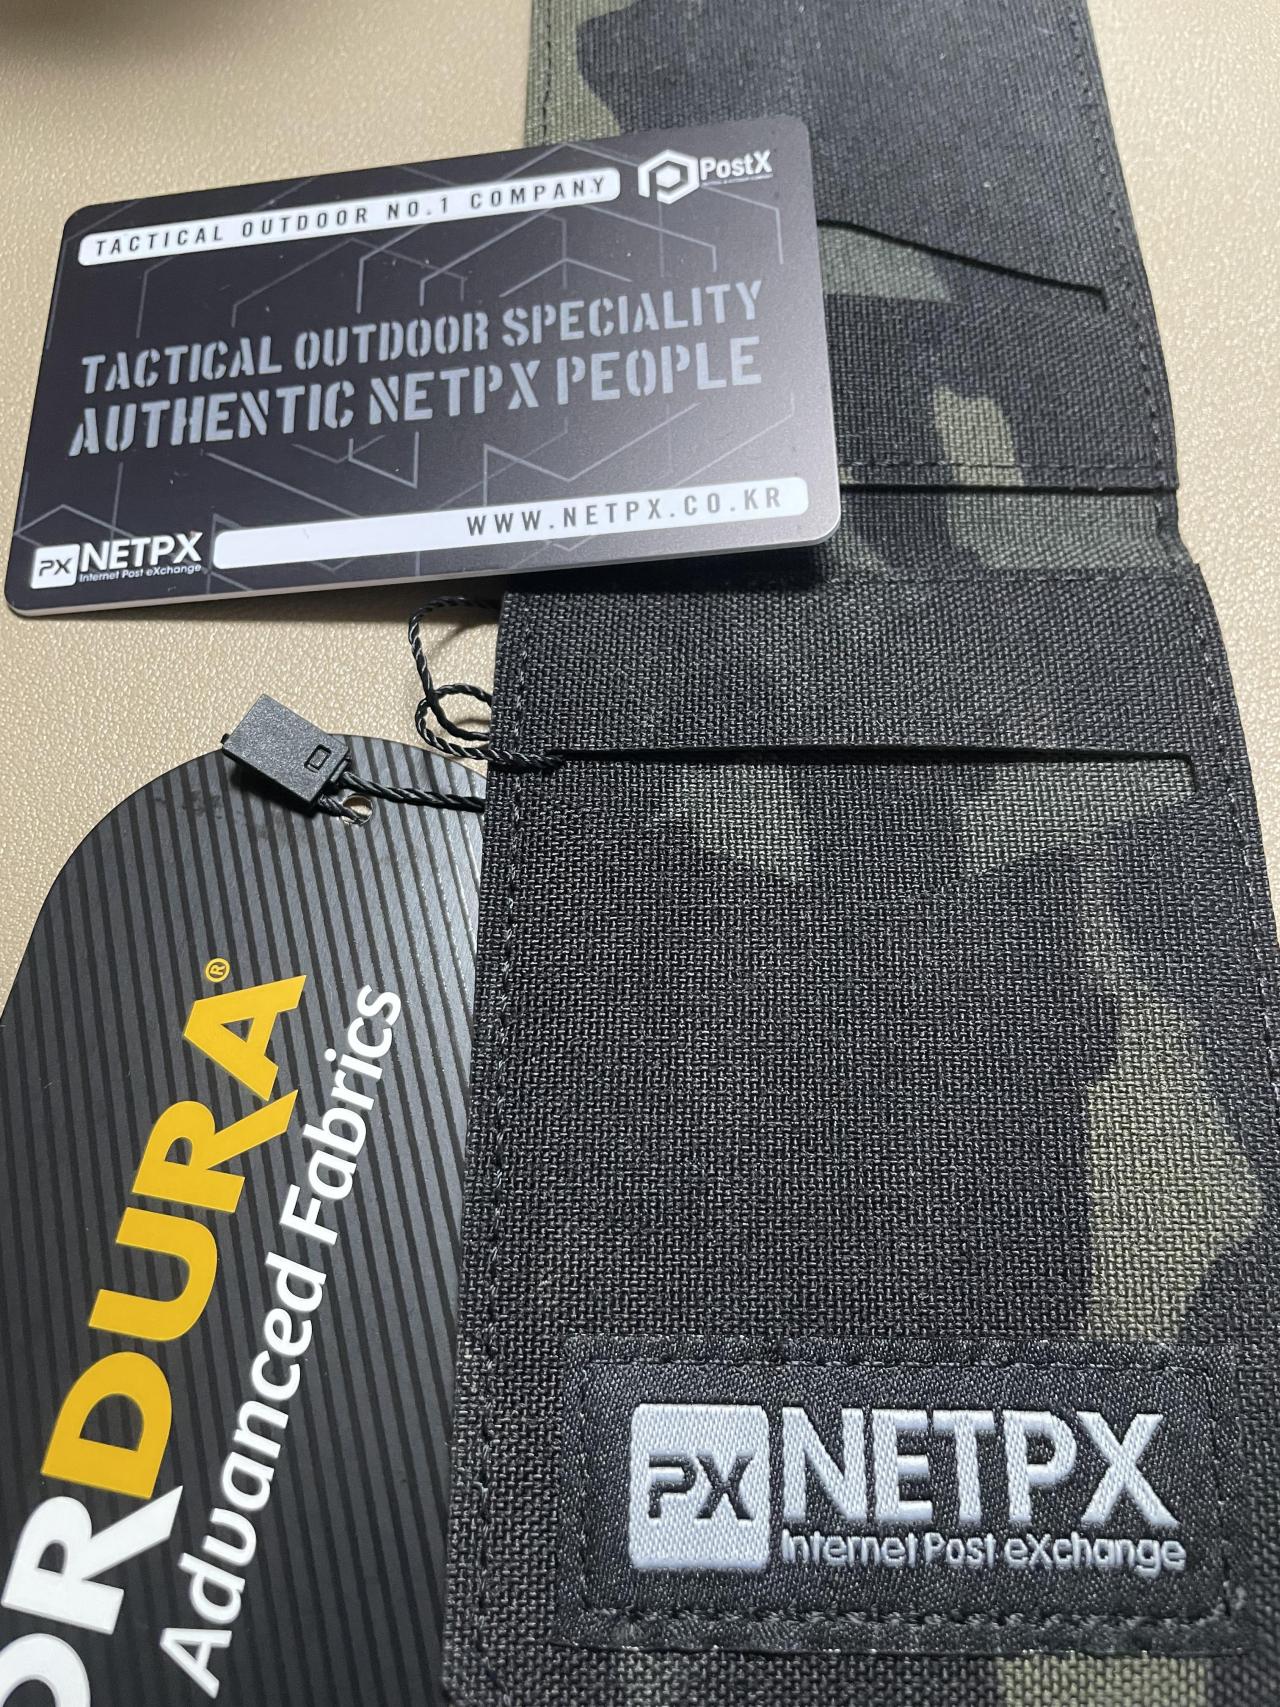 TACTICAL OUTDOOR NO.1 COMPANY
PostX
TACTICAL OUTDOOR SPECIALITY
AUTHENTIC NETPX PEOPLE
WWW.NETPX.CO.KR
PX NETPX
Internet Post eXchange
ORDURA®
Advanced Fabrics
PX NETPX
Internet Post eXchange